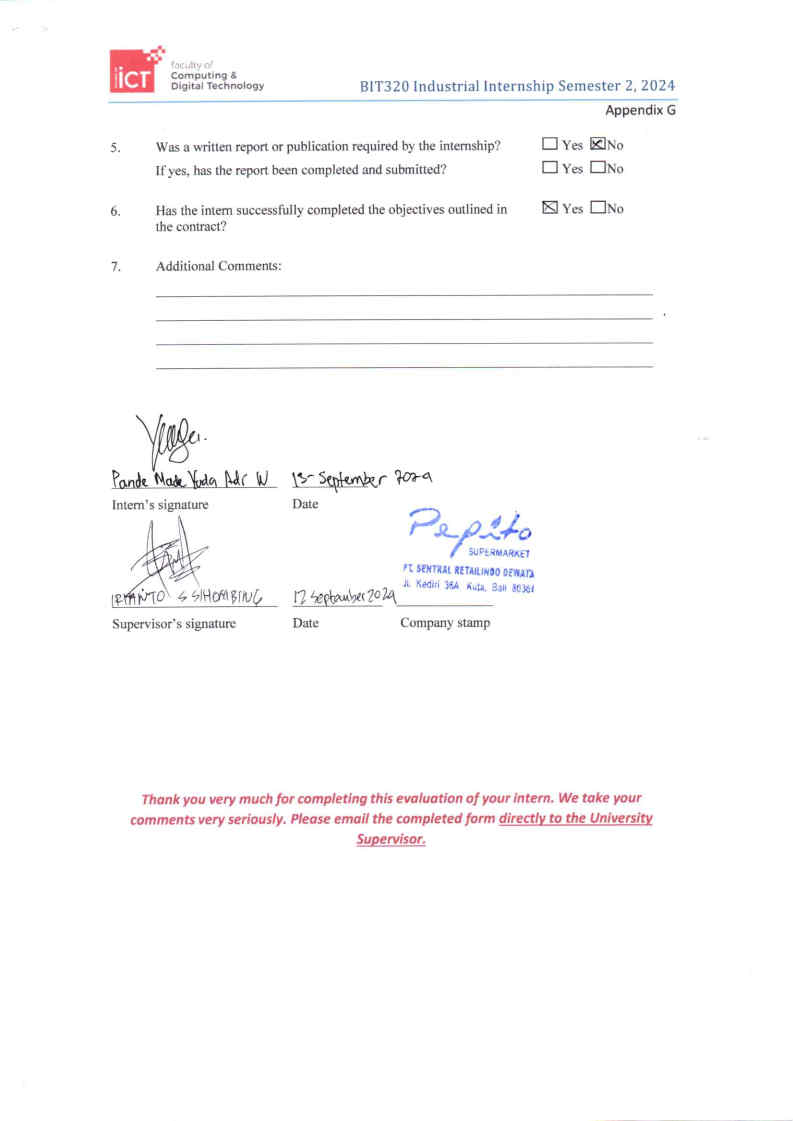 iiCT
faculty of
Computing &
Digital Technology
BIT320 Industrial Internship Semester 2, 2024
Appendix G
5. Was a written report or publication required by the internship? Yes No
If yes, has the report been completed and submitted? Yes No
6. Has the intern successfully completed the objectives outlined in Yes No
the contract?
7. Additional Comments:
Pande Made Yuda Adi W September 2024
Intern's signature Date
Pepito
SUPERMARKET
PT. SENTRAL RETAILINDO DEWATA
Jl. Kediri 36A Kuta, Bali 80361
SIHOMBING September 2024
Supervisor's signature Date Company stamp
Thank you very much for completing this evaluation of your intern. We take your
comments very seriously. Please email the completed form directly to the University
Supervisor.